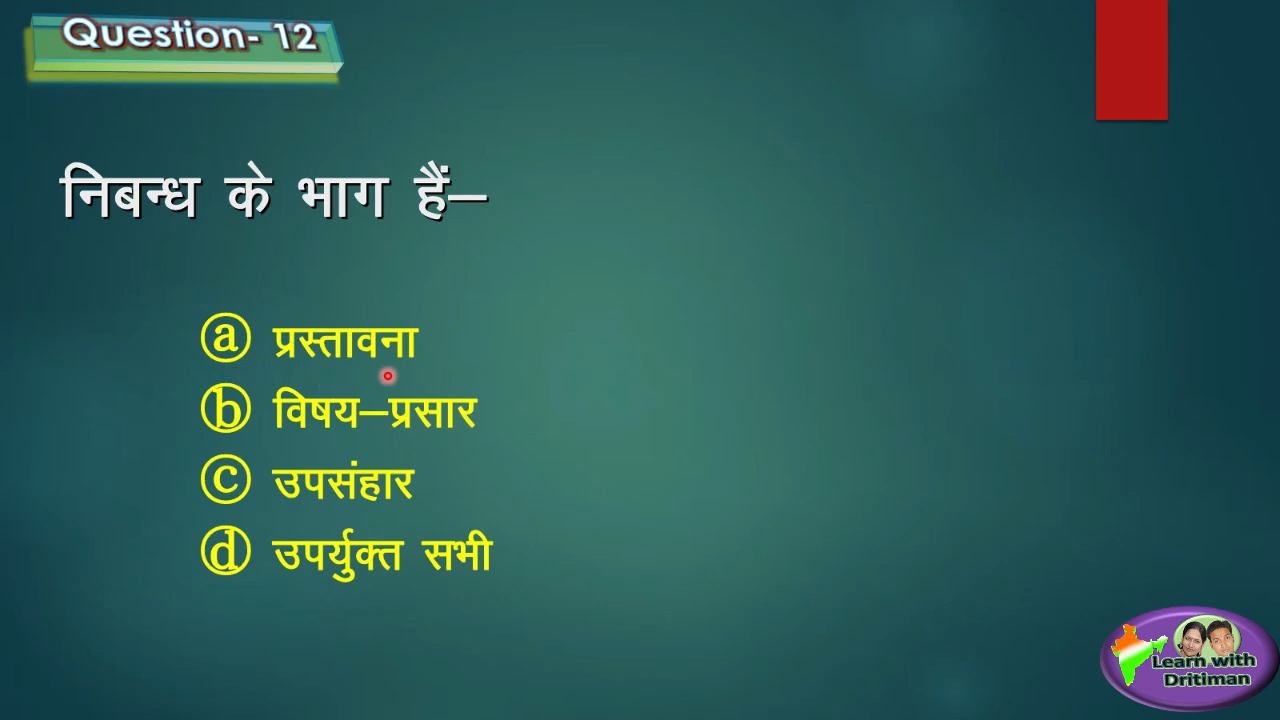 Question- 12
निबन्ध के भाग हैं–
ⓐ प्रस्तावना
ⓑ विषय–प्रसार
ⓒ उपसंहार
ⓓ उपर्युक्त सभी
Learn with
Dritiman